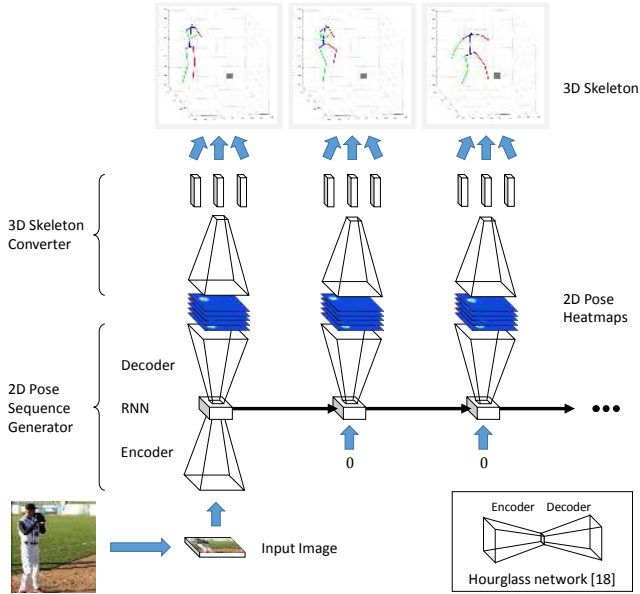 3D Skeleton
3D Skeleton
Converter
2D Pose
Heatmaps
Decoder
2D Pose
Sequence
Generator
RNN
Encoder
0
0
Input Image
Encoder Decoder
Hourglass network [18]